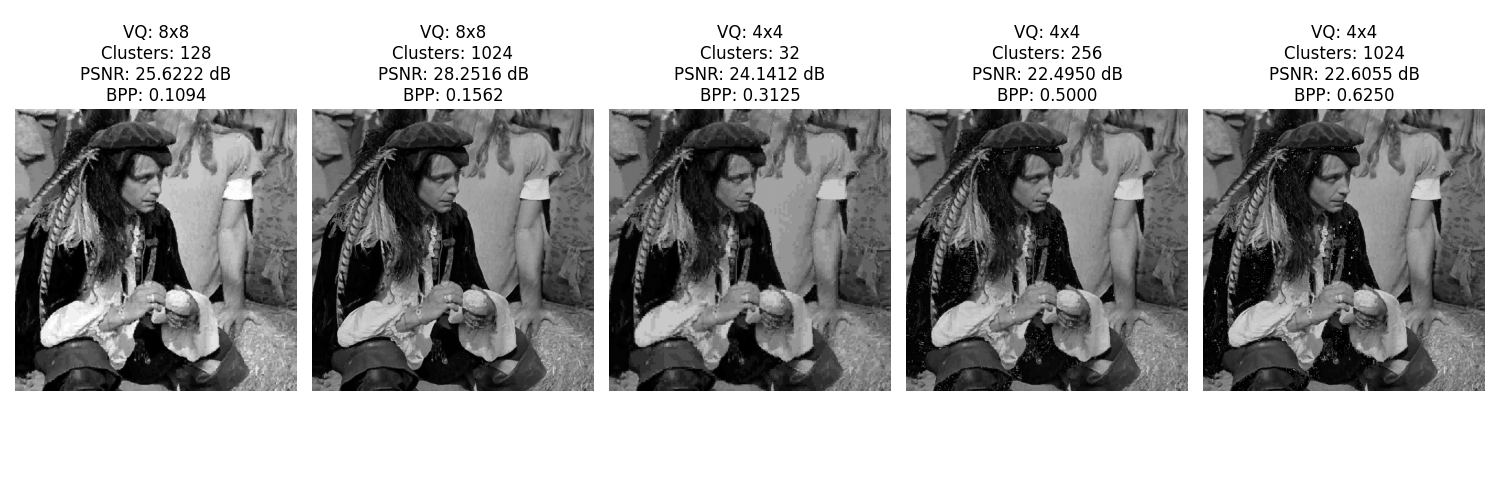 VQ: 8x8
Clusters: 128
PSNR: 25.6222 dB
BPP: 0.1094
VQ: 8x8
Clusters: 1024
PSNR: 28.2516 dB
BPP: 0.1562
VQ: 4x4
Clusters: 32
PSNR: 24.1412 dB
BPP: 0.3125
VQ: 4x4
Clusters: 256
PSNR: 22.4950 dB
BPP: 0.5000
VQ: 4x4
Clusters: 1024
PSNR: 22.6055 dB
BPP: 0.6250